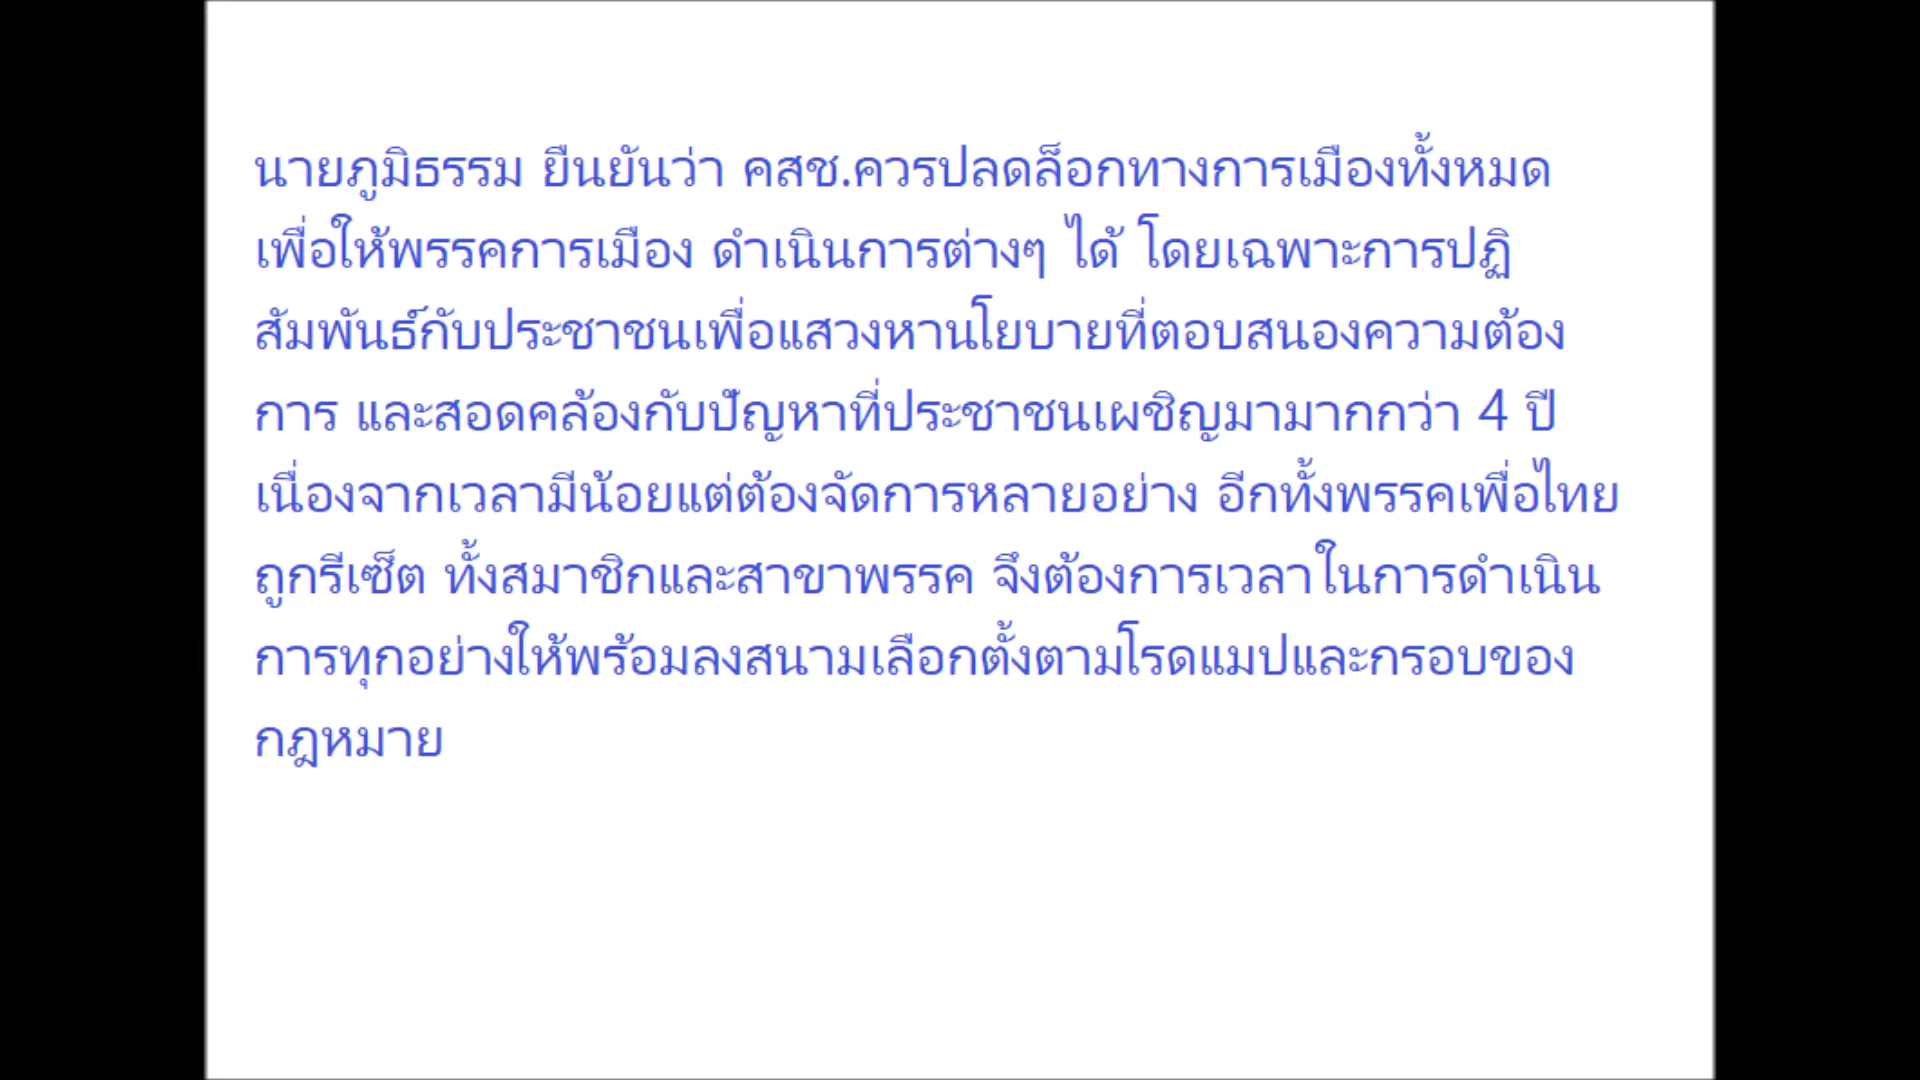 นายภูมิธรรม ยืนยันว่า คสช.ควรปลดล็อกทางการเมืองทั้งหมด
เพื่อให้พรรคการเมือง ดำเนินการต่างๆ ได้ โดยเฉพาะการปฏิ
สัมพันธ์กับประชาชนเพื่อแสวงหานโยบายที่ตอบสนองความต้อง
การ และสอดคล้องกับปัญหาที่ประชาชนเผชิญมามากกว่า 4 ปี
เนื่องจากเวลามีน้อยแต่ต้องจัดการหลายอย่าง อีกทั้งพรรคเพื่อไทย
ถูกรีเซ็ต ทั้งสมาชิกและสาขาพรรค จึงต้องการเวลาในการดำเนิน
การทุกอย่างให้พร้อมลงสนามเลือกตั้งตามโรดแมปและกรอบของ
กฎหมาย